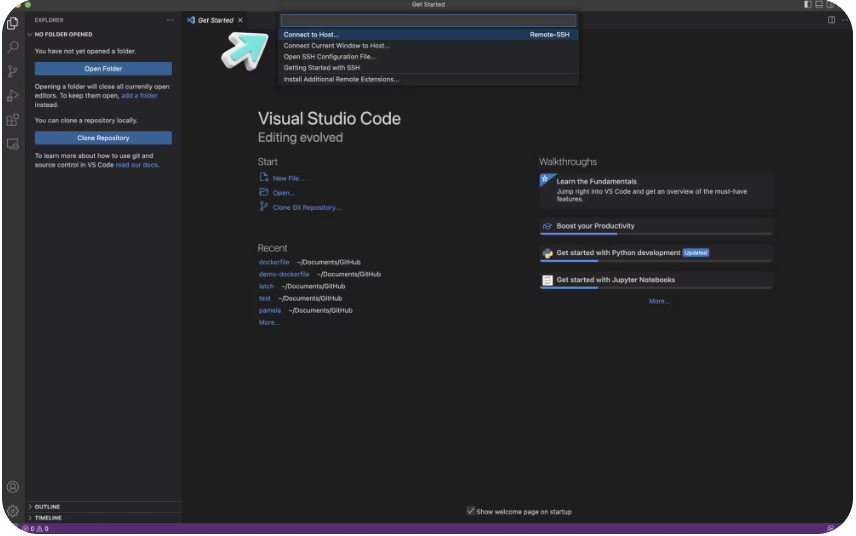 Get Started
EXPLORER
Get Started
NO FOLDER OPENED
You have not yet opened a folder.
Open Folder
Opening a folder will close all currently open
editors. To keep them open, add a folder
instead.
You can clone a repository locally.
Clone Repository
To learn more about how to use git and
source control in VS Code read our docs.
OUTLINE
TIMELINE
0 0
Connect to Host... Remote-SSH
Connect Current Window to Host...
Open SSH Configuration File...
Getting Started with SSH
Install Additional Remote Extensions...
Visual Studio Code
Editing evolved
Start
New File...
Open...
Clone Git Repository...
Recent
dockerfile ~/Documents/GitHub
demo-dockerfile ~/Documents/GitHub
latch ~/Documents/GitHub
test ~/Documents/GitHub
pamela ~/Documents/GitHub
More...
Walkthroughs
Learn the Fundamentals
Jump right into VS Code and get an overview of the must-have
features.
Boost your Productivity
Get started with Python development Updated
Get started with Jupyter Notebooks
More...
Show welcome page on startup